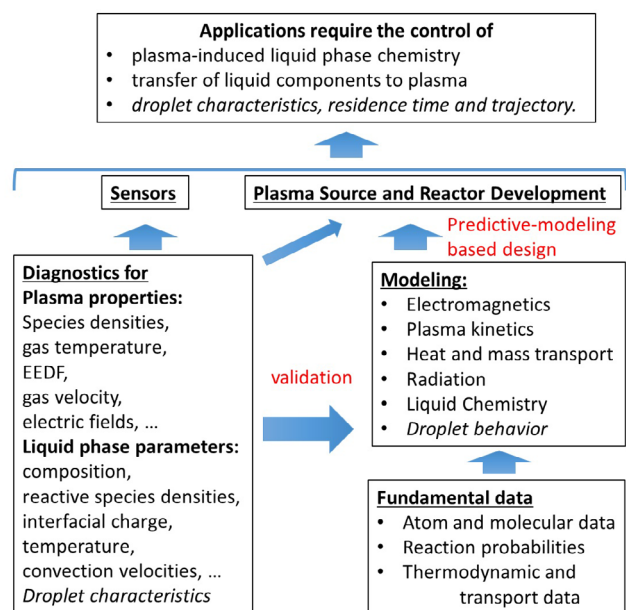 Applications require the control of
• plasma-induced liquid phase chemistry
• transfer of liquid components to plasma
• droplet characteristics, residence time and trajectory.
Sensors
Plasma Source and Reactor Development
Predictive-modeling
based design
Diagnostics for
Plasma properties:
Species densities,
gas temperature,
EEDF,
gas velocity,
electric fields, ...
Liquid phase parameters:
composition,
reactive species densities,
interfacial charge,
temperature,
convection velocities, ...
Droplet characteristics
validation
Modeling:
• Electromagnetics
• Plasma kinetics
• Heat and mass transport
• Radiation
• Liquid Chemistry
• Droplet behavior
Fundamental data
• Atom and molecular data
• Reaction probabilities
• Thermodynamic and
transport data